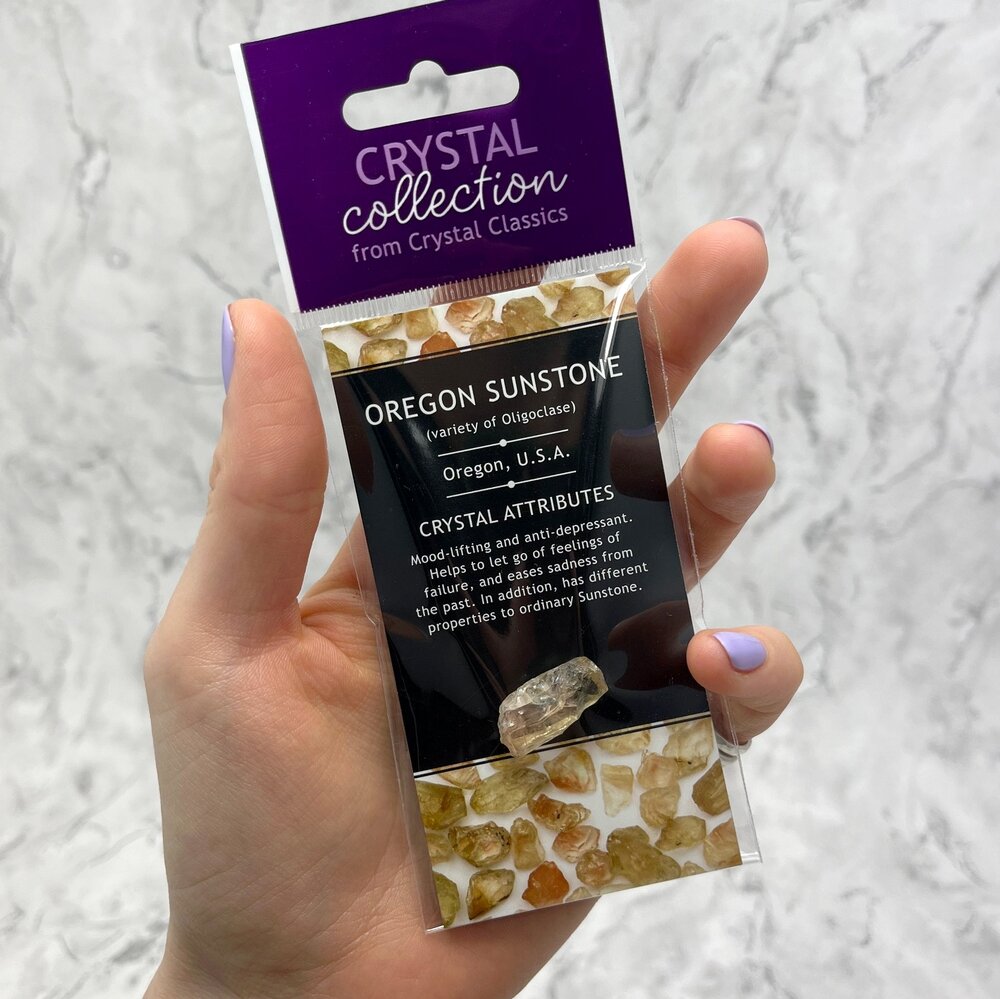 CRYSTAL
collection
from Crystal Classics
OREGON SUNSTONE
(variety of Oligoclase)
Oregon, U.S.A.
CRYSTAL ATTRIBUTES
Mood-lifting and anti-depressant.
Helps to let go of feelings of
failure, and eases sadness from
the past. In addition, has different
properties to ordinary Sunstone.